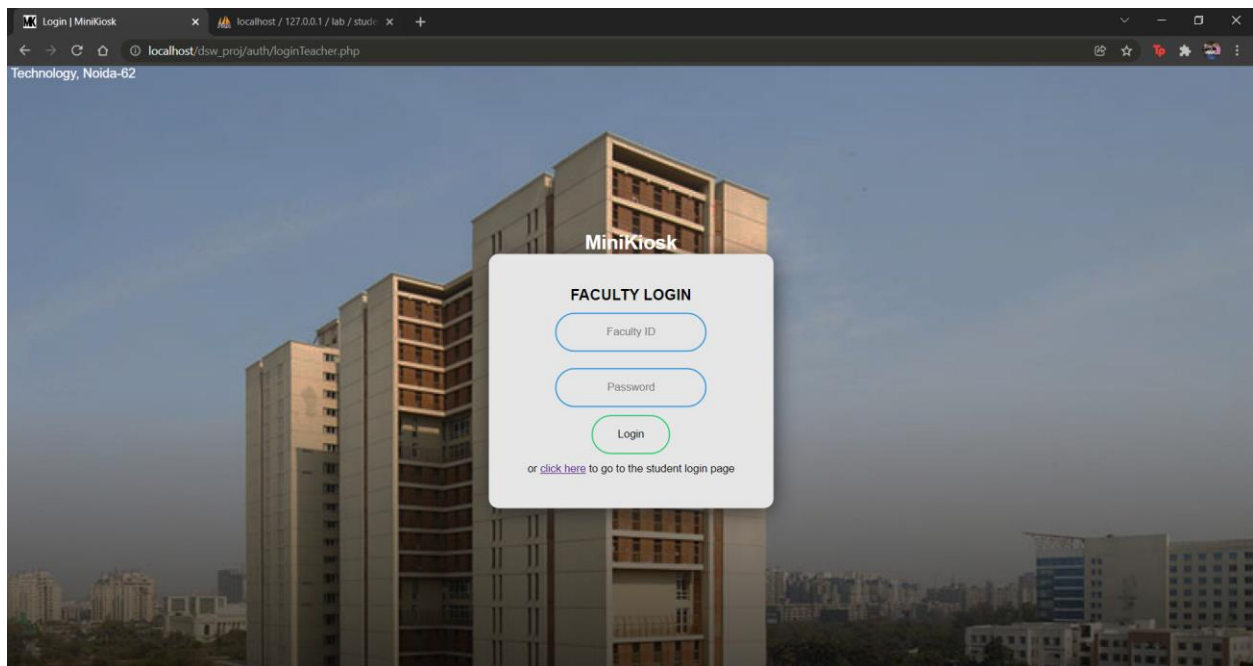 Login | MiniKiosk
localhost / 127.0.0.1 / lab / stude
localhost/dsw_proj/auth/loginTeacher.php
Technology, Noida-62
MiniKiosk
FACULTY LOGIN
Faculty ID
Password
Login
or click here to go to the student login page